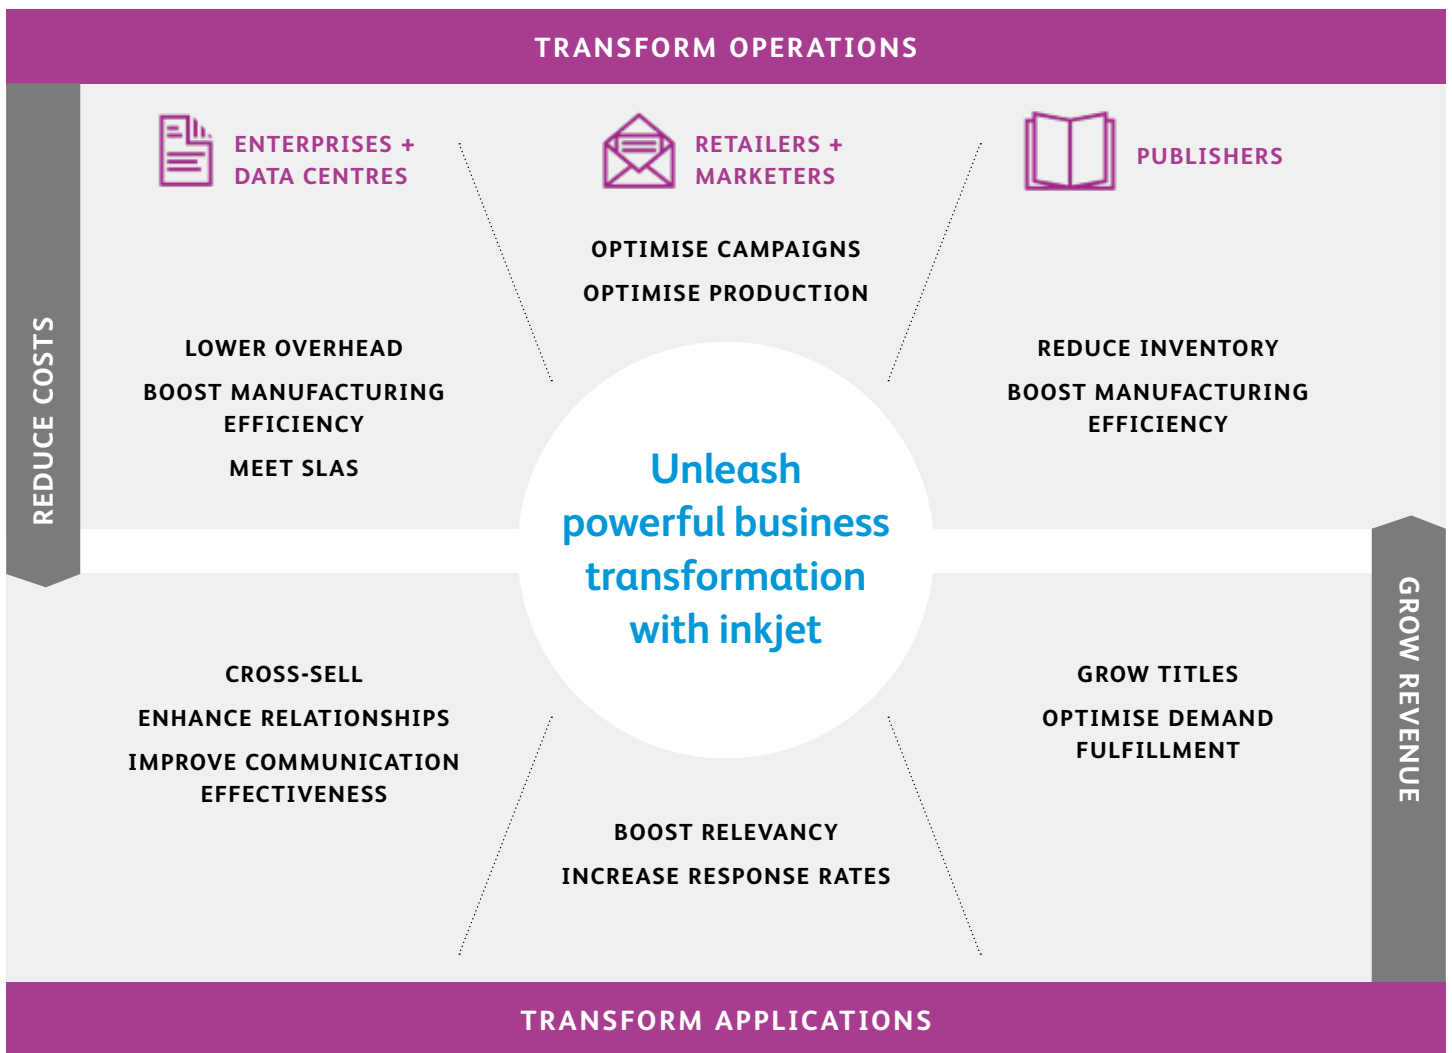 TRANSFORM OPERATIONS
ENTERPRISES +
DATA CENTRES
RETAILERS +
MARKETERS
PUBLISHERS
REDUCE COSTS
LOWER OVERHEAD
BOOST MANUFACTURING
EFFICIENCY
MEET SLAS
OPTIMISE CAMPAIGNS
OPTIMISE PRODUCTION
REDUCE INVENTORY
BOOST MANUFACTURING
EFFICIENCY
Unleash
powerful business
transformation
with inkjet
CROSS-SELL
ENHANCE RELATIONSHIPS
IMPROVE COMMUNICATION
EFFECTIVENESS
BOOST RELEVANCY
INCREASE RESPONSE RATES
GROW TITLES
OPTIMISE DEMAND
FULFILLMENT
GROW REVENUE
TRANSFORM APPLICATIONS